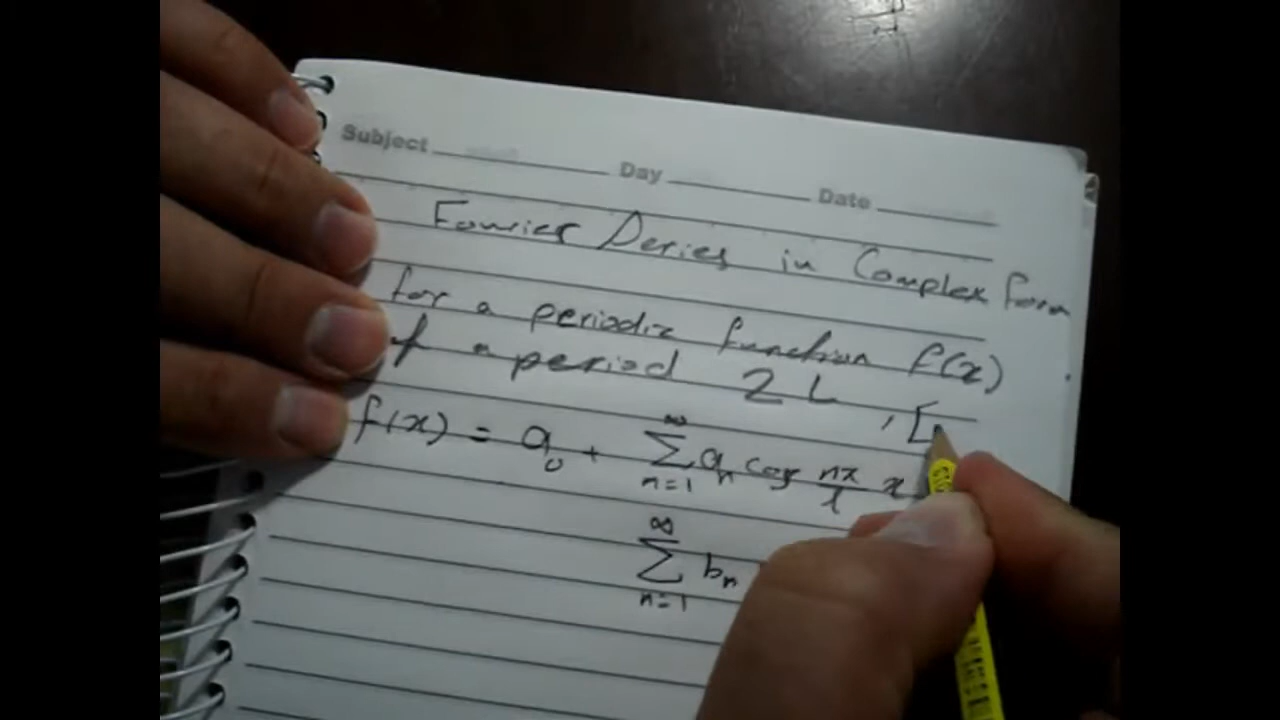 Subject Day Date
Fourier Series in Complex form
for a periodic function f(x)
of a period 2L , [
f(x) = a₀ + ∑ₙ₌₁^∞ aₙ cos nπ/l x
∑ₙ₌₁^∞ bₙ